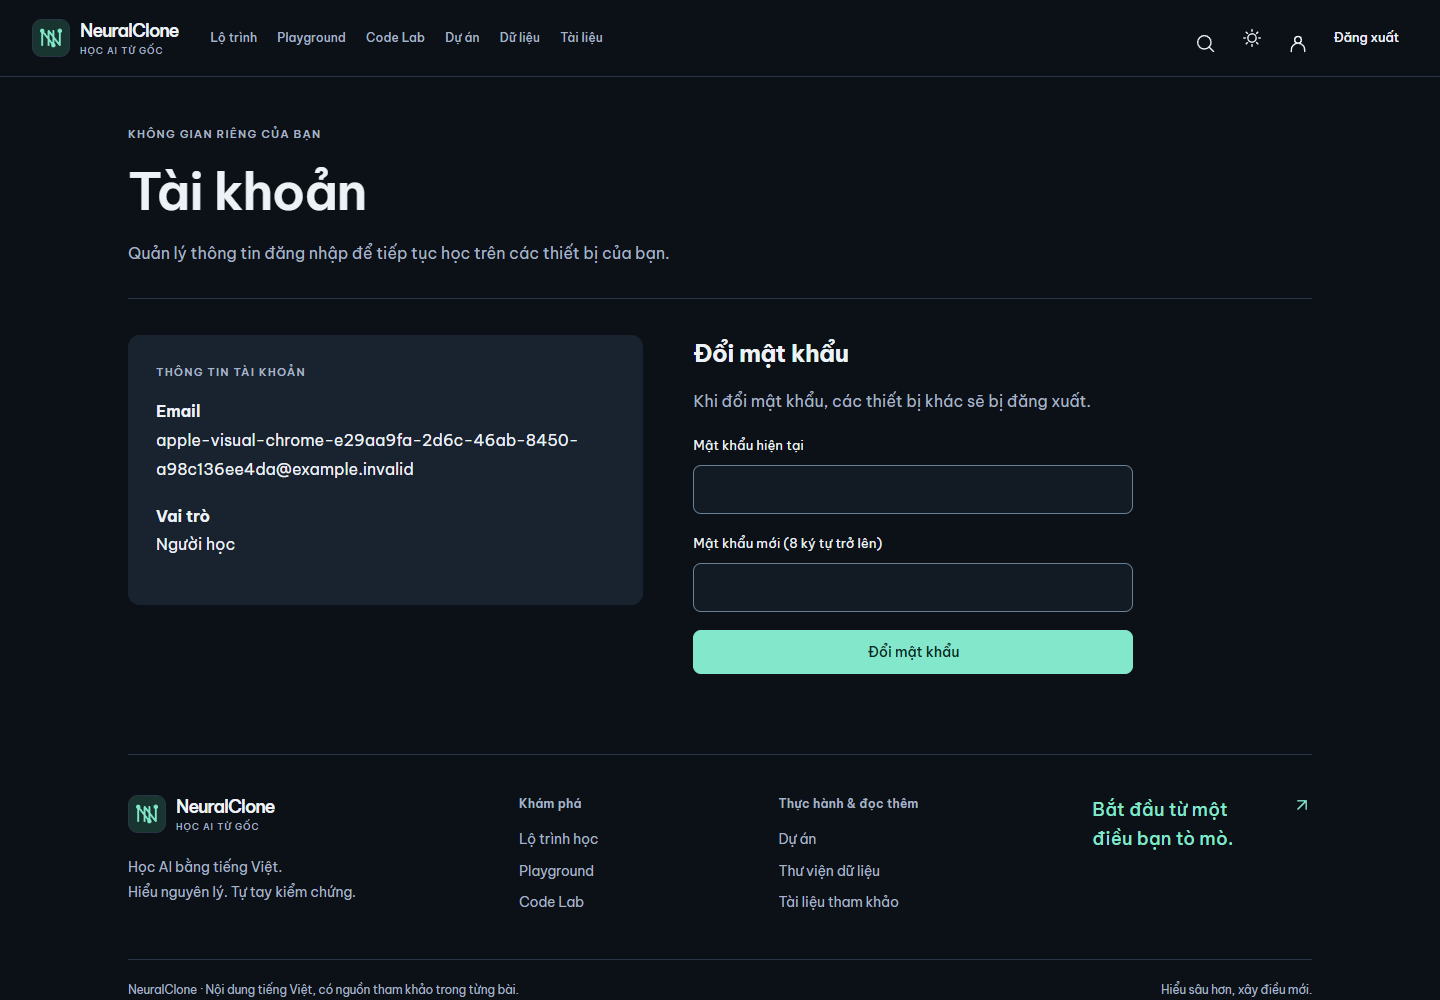 NeuralClone
HỌC AI TỪ GỐC
Lộ trình
Playground
Code Lab
Dự án
Dữ liệu
Tài liệu
Đăng xuất
KHÔNG GIAN RIÊNG CỦA BẠN
Tài khoản
Quản lý thông tin đăng nhập để tiếp tục học trên các thiết bị của bạn.
THÔNG TIN TÀI KHOẢN
Email
apple-visual-chrome-e29aa9fa-2d6c-46ab-8450-
a98c136ee4da@example.invalid
Vai trò
Người học
Đổi mật khẩu
Khi đổi mật khẩu, các thiết bị khác sẽ bị đăng xuất.
Mật khẩu hiện tại
Mật khẩu mới (8 ký tự trở lên)
Đổi mật khẩu
NeuralClone
HỌC AI TỪ GỐC
Học AI bằng tiếng Việt.
Hiểu nguyên lý. Tự tay kiểm chứng.
Khám phá
Lộ trình học
Playground
Code Lab
Thực hành & đọc thêm
Dự án
Thư viện dữ liệu
Tài liệu tham khảo
Bắt đầu từ một
điều bạn tò mò.
NeuralClone · Nội dung tiếng Việt, có nguồn tham khảo trong từng bài.
Hiểu sâu hơn, xây điều mới.